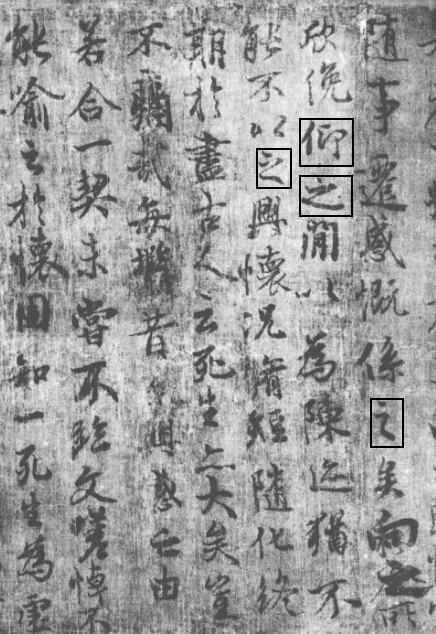 隨事遷感慨係之矣向之所
欣俛仰之閒以為陳迹猶不
能不以之興懷況脩短隨化終
期於盡古人云死生亦大矣豈
不痛哉每攬昔人興感之由
若合一契未嘗不臨文嗟悼不
能喻之於懷固知一死生為虛